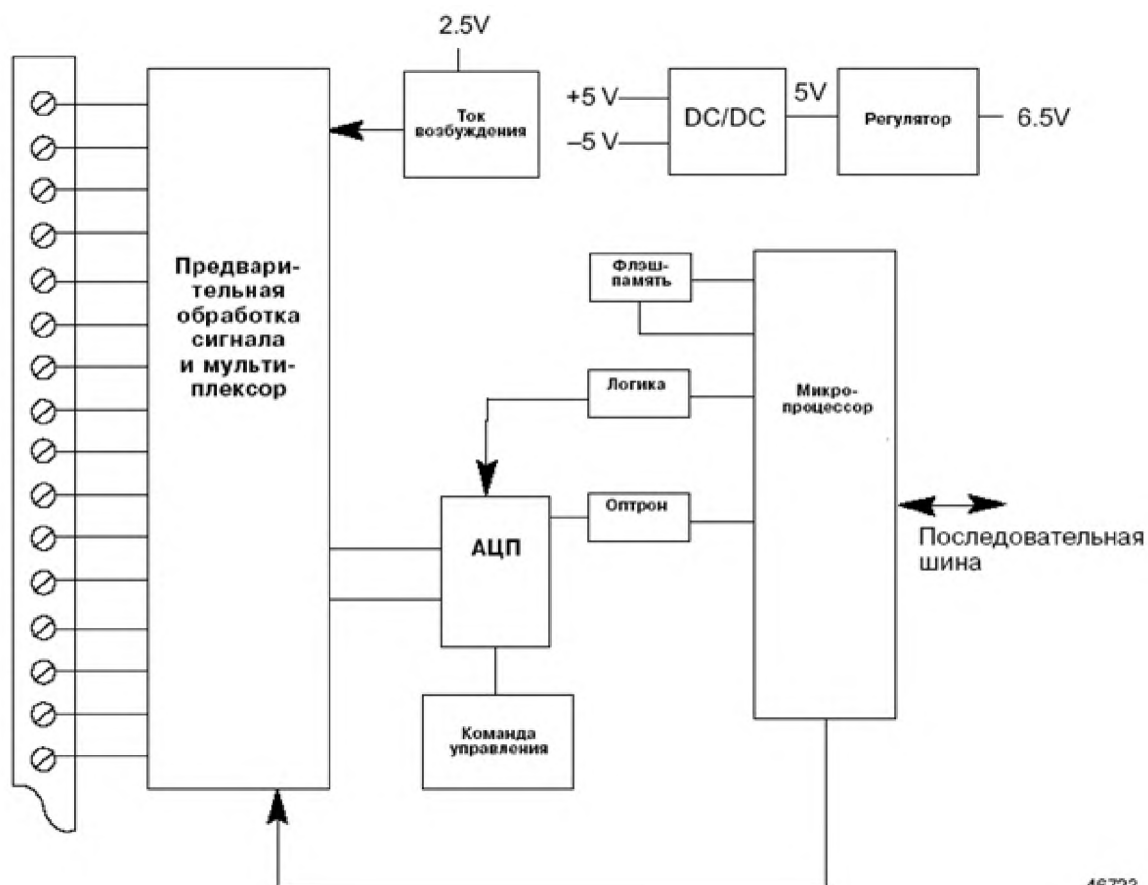 2.5V
Ток
возбуждения
+5 V
–5 V
DC/DC
5V
Регулятор
6.5V
Предвари-
тельная
обработка
сигнала
и мульти-
плексор
Флэш-
память
Логика
Микро-
процессор
Оптрон
АЦП
Последовательная
шина
Команда
управления
46723